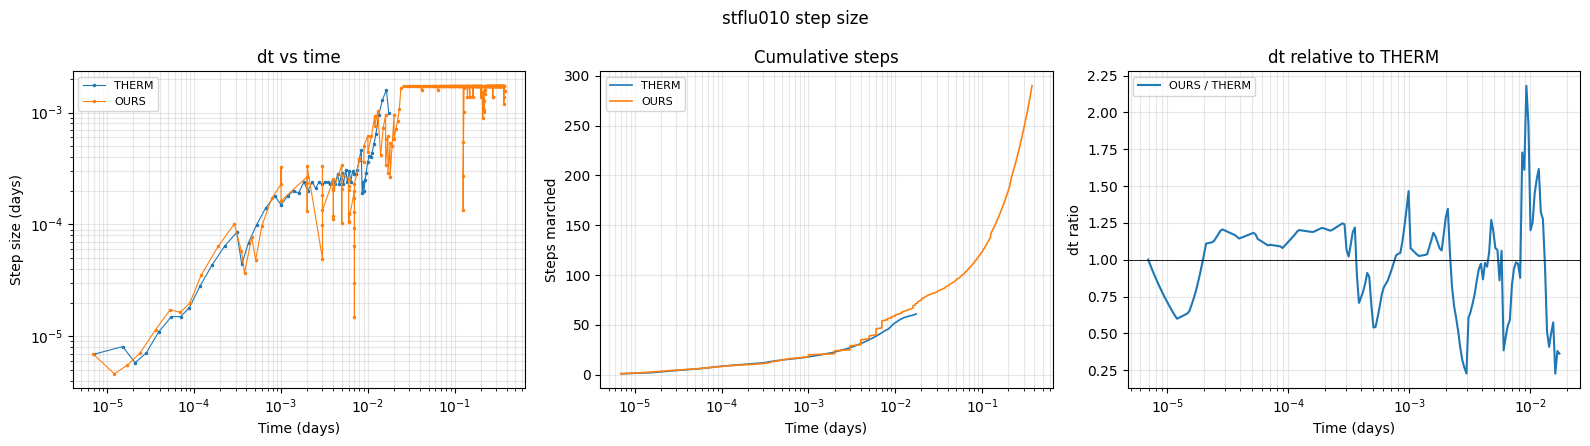 stflu010 step size
dt vs time
THERM
OURS
10⁻³
10⁻⁴
10⁻⁵
Step size (days)
10⁻⁵ 10⁻⁴ 10⁻³ 10⁻² 10⁻¹
Time (days)
Cumulative steps
THERM
OURS
300
250
200
150
100
50
0
Steps marched
10⁻⁵ 10⁻⁴ 10⁻³ 10⁻² 10⁻¹
Time (days)
dt relative to THERM
OURS / THERM
2.25
2.00
1.75
1.50
1.25
1.00
0.75
0.50
0.25
dt ratio
10⁻⁵ 10⁻⁴ 10⁻³ 10⁻²
Time (days)